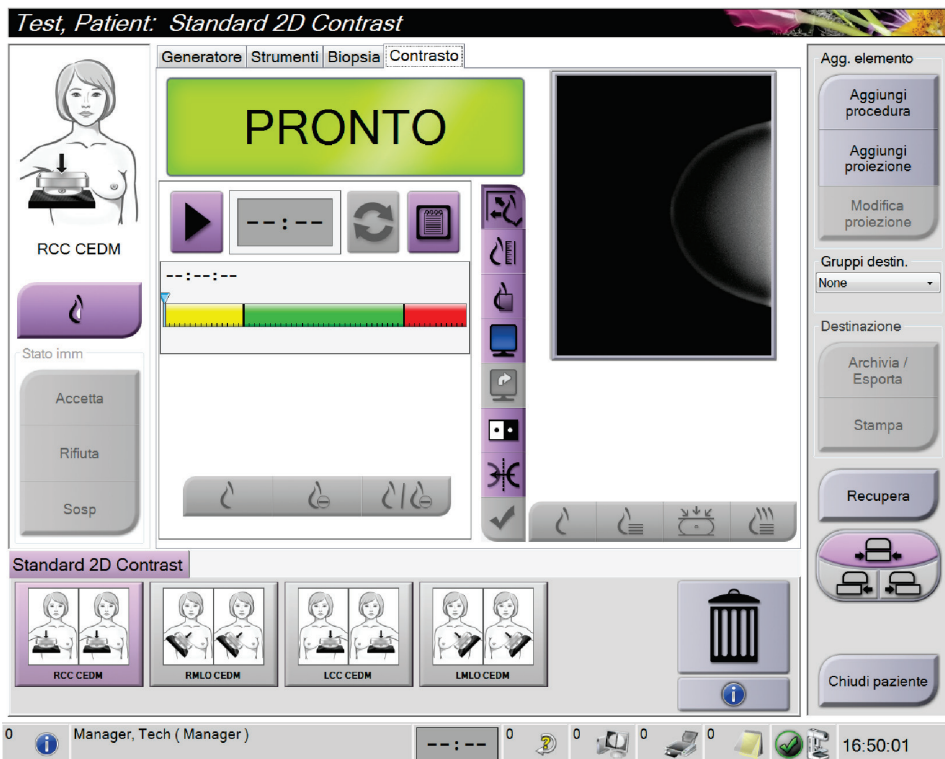 Test, Patient: Standard 2D Contrast
Generatore Strumenti Biopsia Contrasto
PRONTO
--:--
--:--:--
RCC CEDM
Stato imm
Accetta
Rifiuta
Sosp
Agg. elemento
Aggiungi
procedura
Aggiungi
proiezione
Modifica
proiezione
Gruppi destin.
None
Destinazione
Archivia /
Esporta
Stampa
Recupera
Chiudi paziente
Standard 2D Contrast
RCC CEDM
RMLO CEDM
LCC CEDM
LMLO CEDM
0 Manager, Tech ( Manager ) --:-- 0 0 0 0 16:50:01